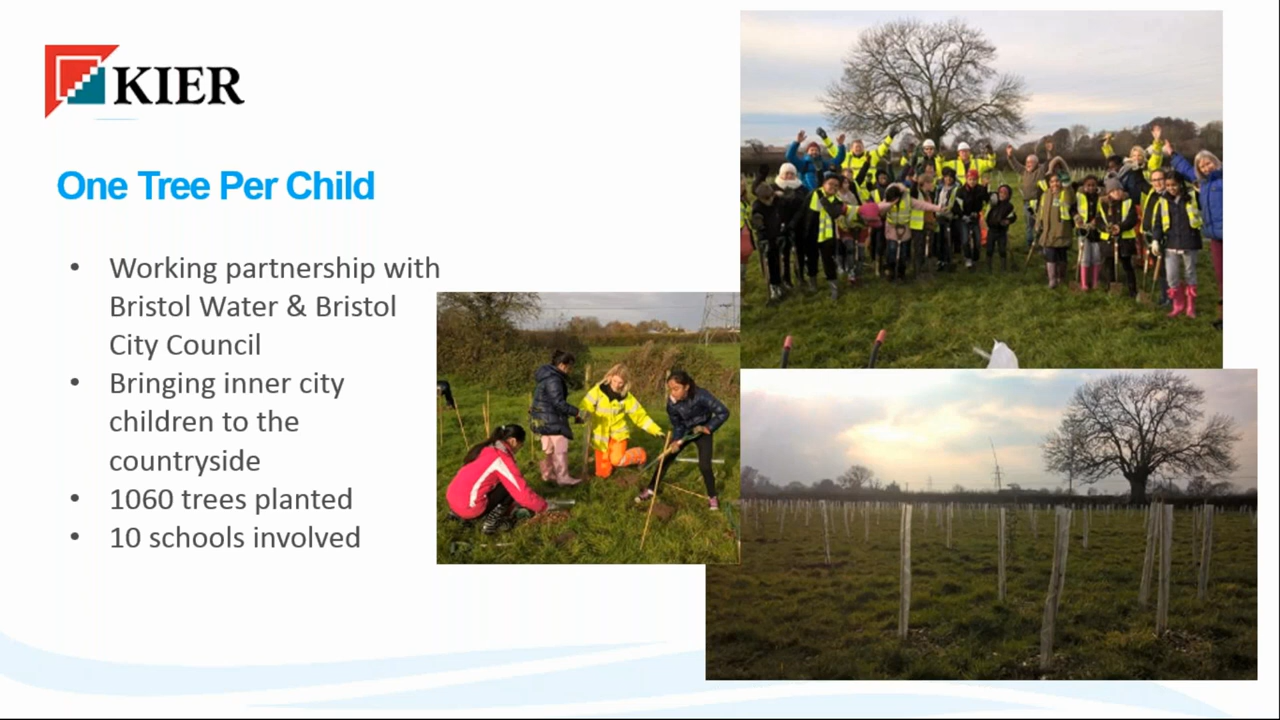 KIER
One Tree Per Child
• Working partnership with
Bristol Water & Bristol
City Council
• Bringing inner city
children to the
countryside
• 1060 trees planted
• 10 schools involved